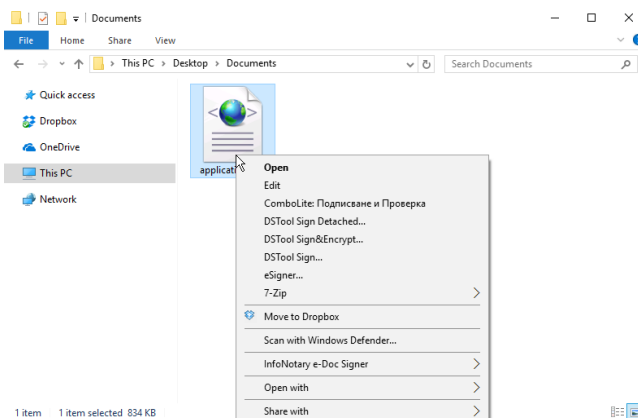 Documents
File Home Share View
This PC > Desktop > Documents Search Documents
Quick access
Dropbox
OneDrive
This PC
Network
Open
Edit
ComboLite: Подписване и Проверка
DSTool Sign Detached...
DSTool Sign&Encrypt...
DSTool Sign...
eSigner...
7-Zip
Move to Dropbox
Scan with Windows Defender...
InfoNotary e-Doc Signer
Open with
Share with
1 item 1 item selected 834 KB